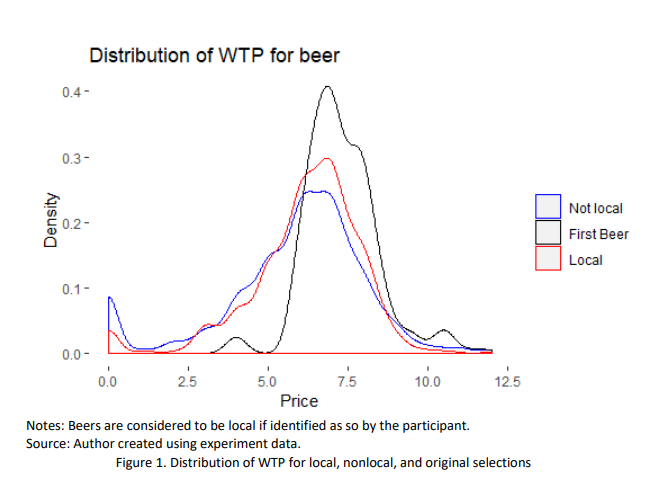 Distribution of WTP for beer
0.4
0.3
0.2
0.1
0.0
Density
0.0 2.5 5.0 7.5 10.0 12.5
Price
Not local
First Beer
Local
Notes: Beers are considered to be local if identified as so by the participant.
Source: Author created using experiment data.
Figure 1. Distribution of WTP for local, nonlocal, and original selections